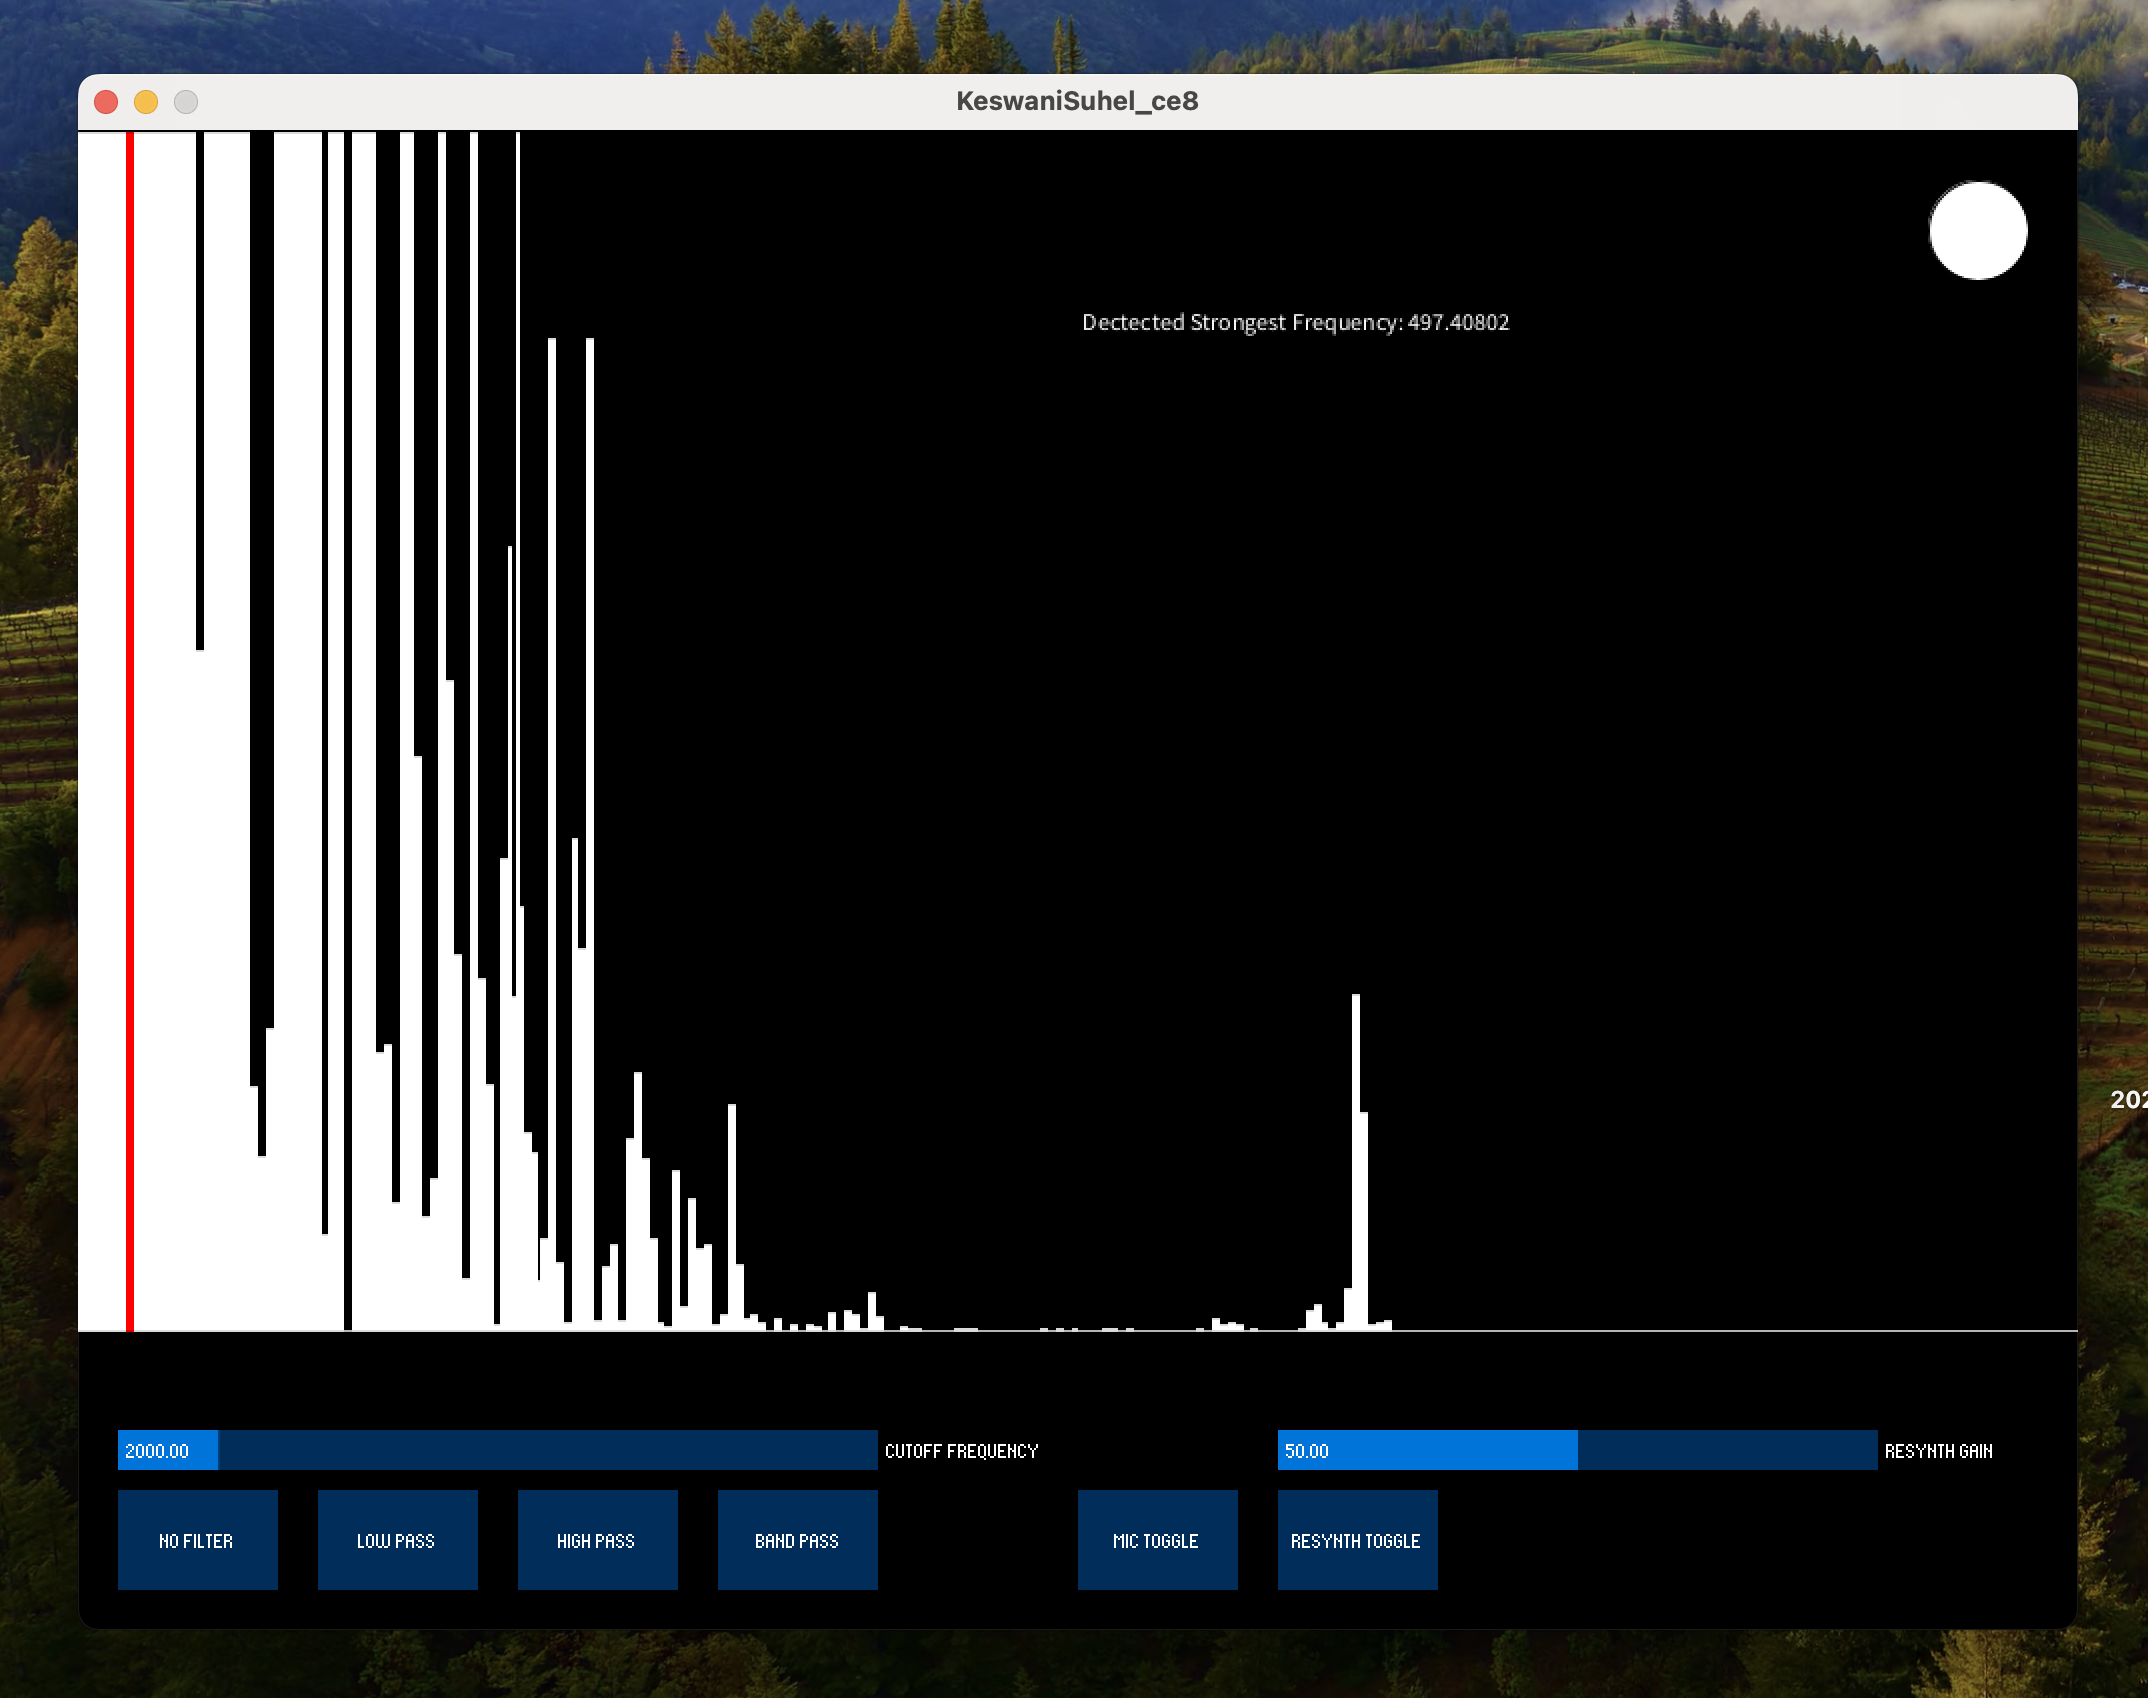 KeswaniSuhel_ce8
Dectected Strongest Frequency: 497.40802
202
2000.00 CUTOFF FREQUENCY
50.00 RESYNTH GAIN
NO FILTER
LOW PASS
HIGH PASS
BAND PASS
MIC TOGGLE
RESYNTH TOGGLE